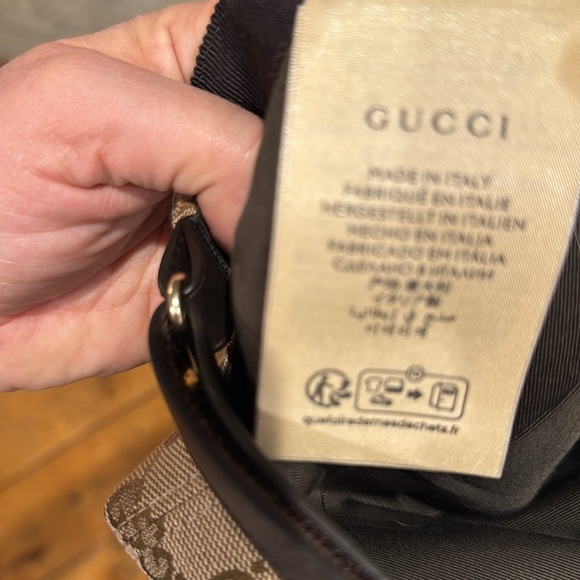 GUCCI
MADE IN ITALY
FABRIQUÉ EN ITALIE
HERGESTELLT IN ITALIEN
HECHO EN ITALIA
FABRICADO EN ITÁLIA
СДЕЛАНО В ИТАЛИИ
quefairedemesdechets.fr